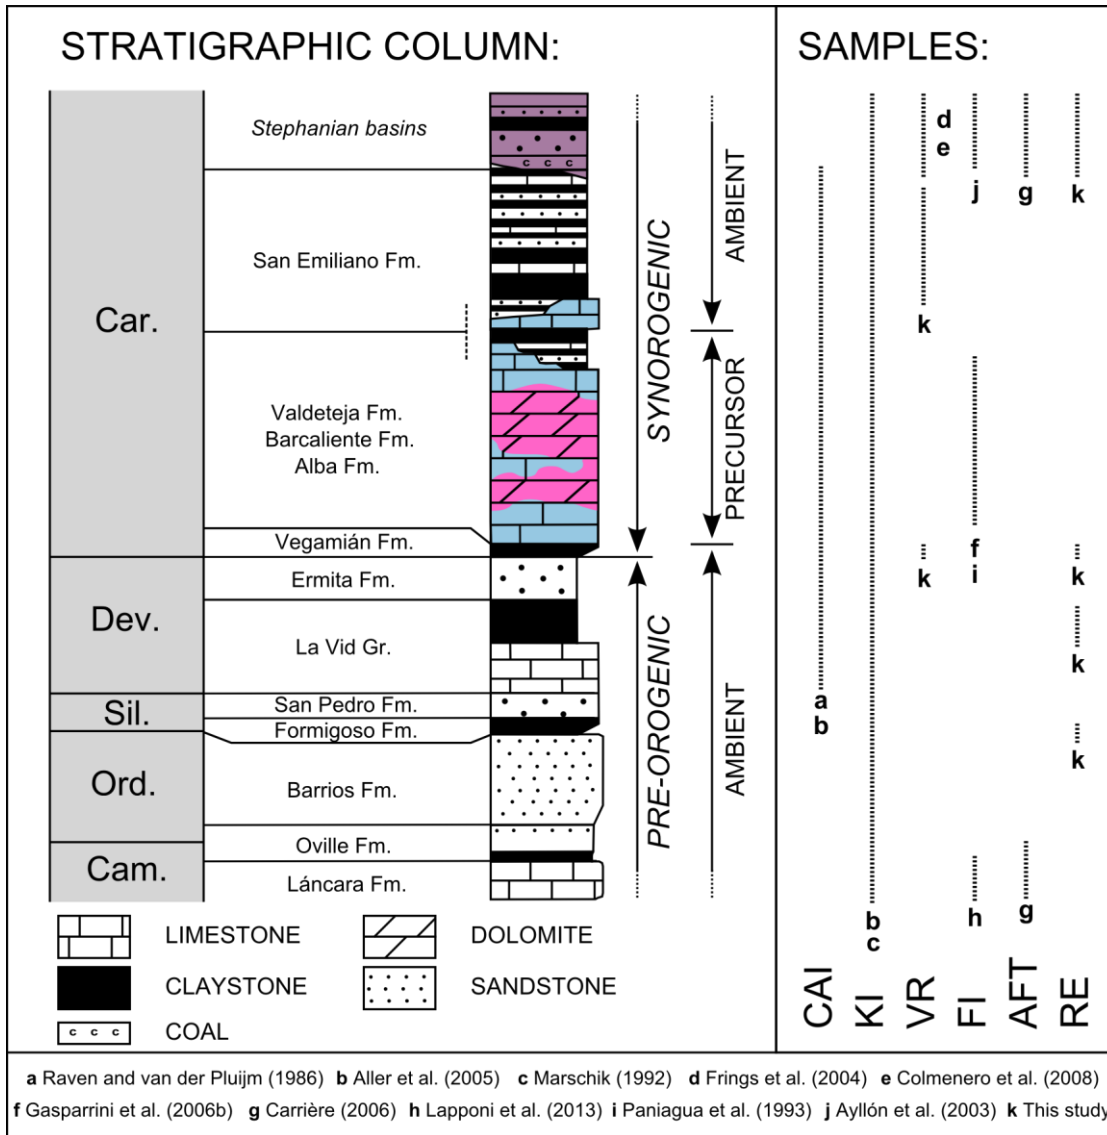 STRATIGRAPHIC COLUMN:
Car.
Dev.
Sil.
Ord.
Cam.
Stephanian basins
San Emiliano Fm.
Valdeteja Fm.
Barcaliente Fm.
Alba Fm.
Vegamián Fm.
Ermita Fm.
La Vid Gr.
San Pedro Fm.
Formigoso Fm.
Barrios Fm.
Oville Fm.
Láncara Fm.
c c c
SYNOROGENIC
PRE-OROGENIC
AMBIENT
PRECURSOR
AMBIENT
LIMESTONE
DOLOMITE
CLAYSTONE
SANDSTONE
c c c
COAL
SAMPLES:
d
e
j
g
k
k
f
k
i
k
k
a
b
k
b
h
g
c
CAI
KI
VR
FI
AFT
RE
a Raven and van der Pluijm (1986) b Aller et al. (2005) c Marschik (1992) d Frings et al. (2004) e Colmenero et al. (2008)
f Gasparrini et al. (2006b) g Carrière (2006) h Lapponi et al. (2013) i Paniagua et al. (1993) j Ayllón et al. (2003) k This study